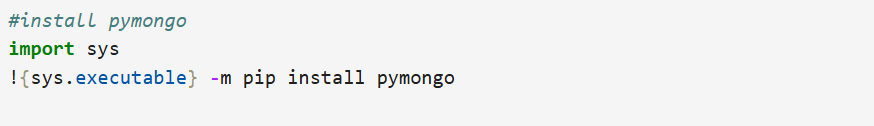 #install pymongo
import sys
!{sys.executable} -m pip install pymongo